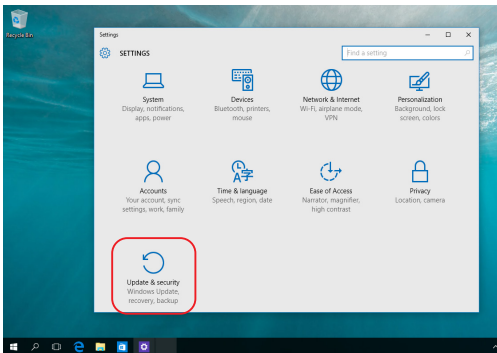 Recycle Bin
Settings
SETTINGS
Find a setting
System
Display, notifications,
apps, power
Devices
Bluetooth, printers,
mouse
Network & Internet
Wi-Fi, airplane mode,
VPN
Personalization
Background, lock
screen, colors
Accounts
Your account, sync
settings, work, family
Time & language
Speech, region, date
Ease of Access
Narrator, magnifier,
high contrast
Privacy
Location, camera
Update & security
Windows Update,
recovery, backup